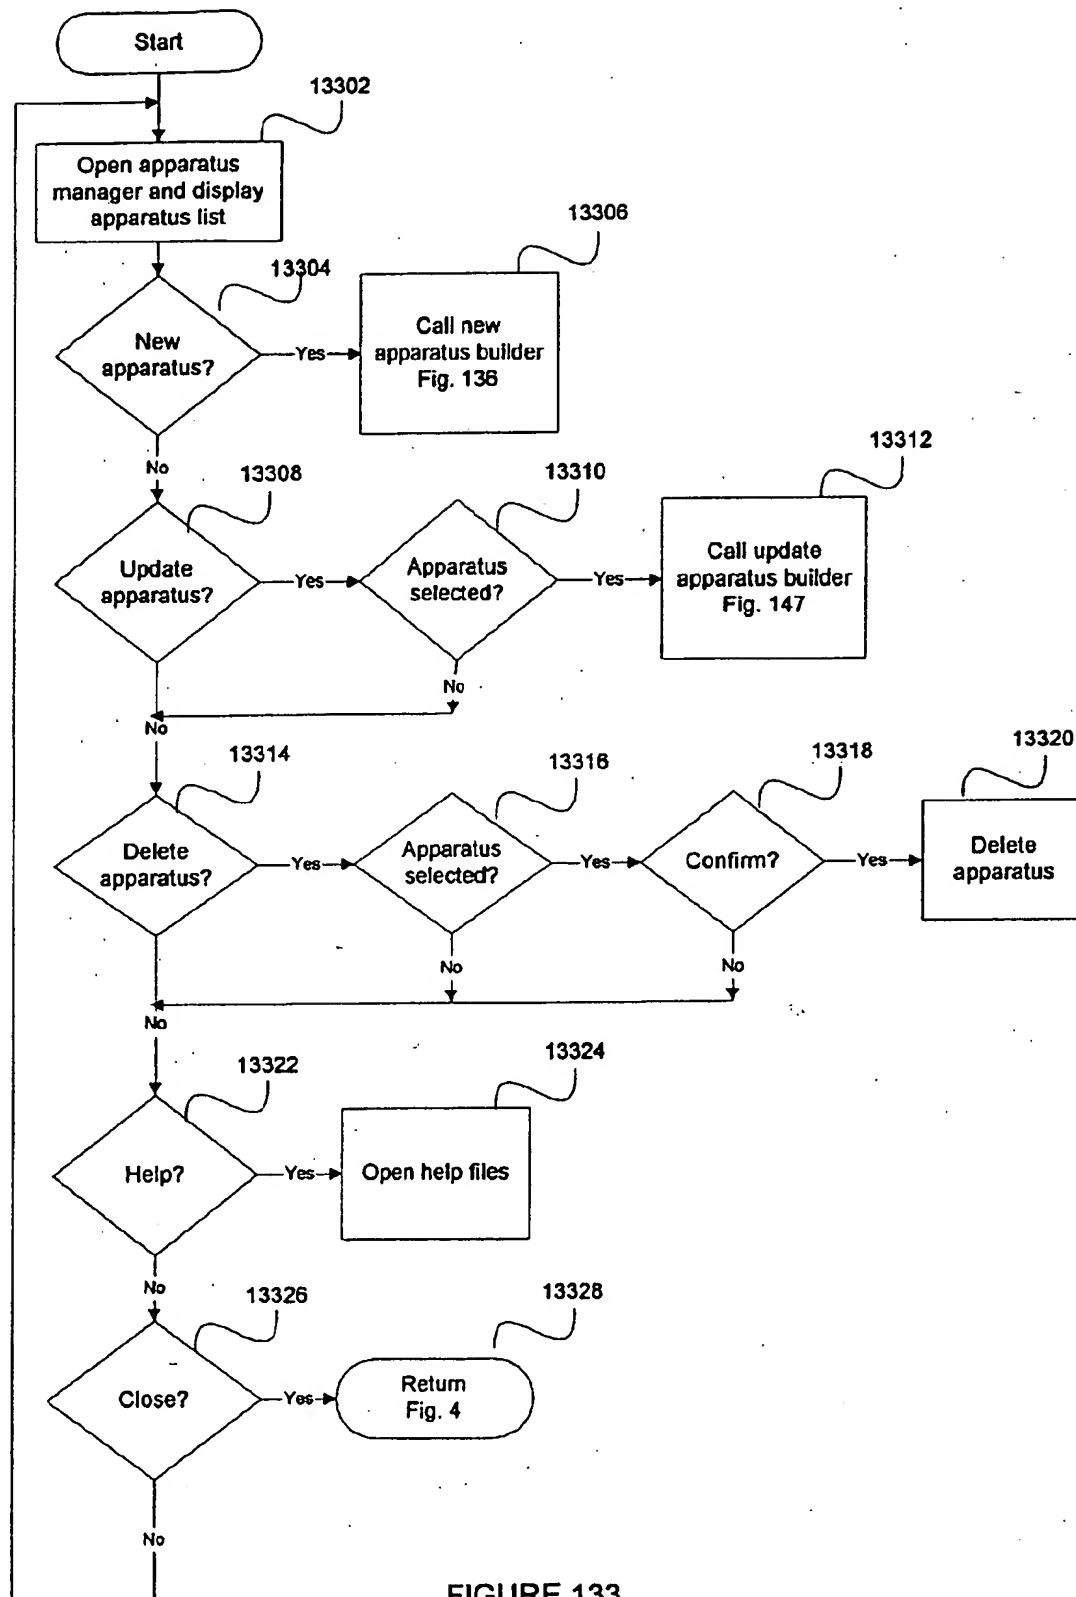 Start
13302
Open apparatus
manager and display
apparatus list
13304
13306
New
apparatus?
Yes
Call new
apparatus builder
Fig. 136
No
13308
13310
13312
Update
apparatus?
Yes
Apparatus
selected?
Yes
Call update
apparatus builder
Fig. 147
No
No
13314
13316
13318
13320
Delete
apparatus?
Yes
Apparatus
selected?
Yes
Confirm?
Yes
Delete
apparatus
No
No
No
13322
13324
Help?
Yes
Open help files
No
13326
13328
Close?
Yes
Return
Fig. 4
No
FIGURE 133